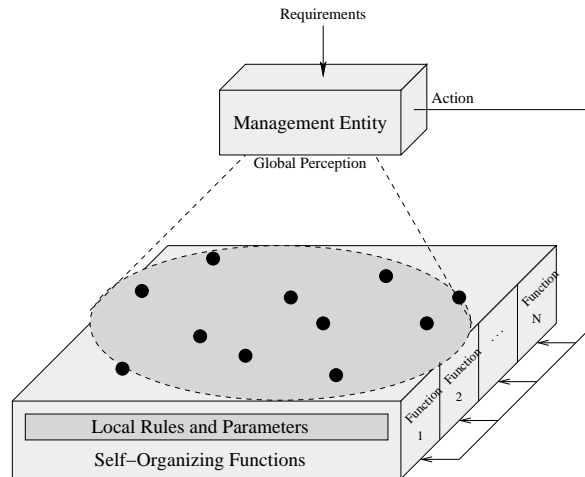 Requirements
Action
Management Entity
Global Perception
Function
N
. . .
Function
2
Function
1
Local Rules and Parameters
Self−Organizing Functions